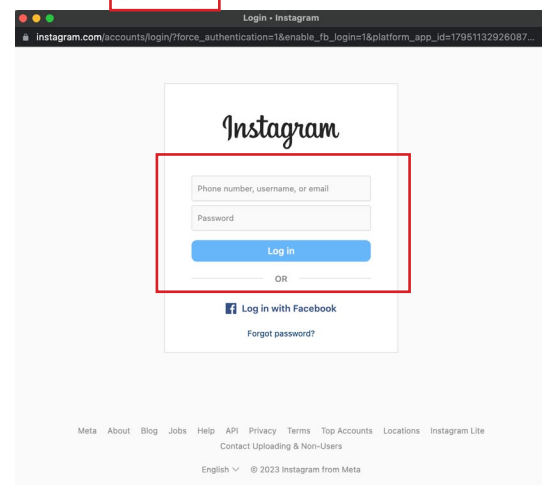 Login • Instagram
instagram.com/accounts/login/?force_authentication=1&enable_fb_login=1&platform_app_id=17951132926087...
Instagram
Phone number, username, or email
Password
Log in
OR
Log in with Facebook
Forgot password?
Meta About Blog Jobs Help API Privacy Terms Top Accounts Locations Instagram Lite
Contact Uploading & Non-Users
English © 2023 Instagram from Meta